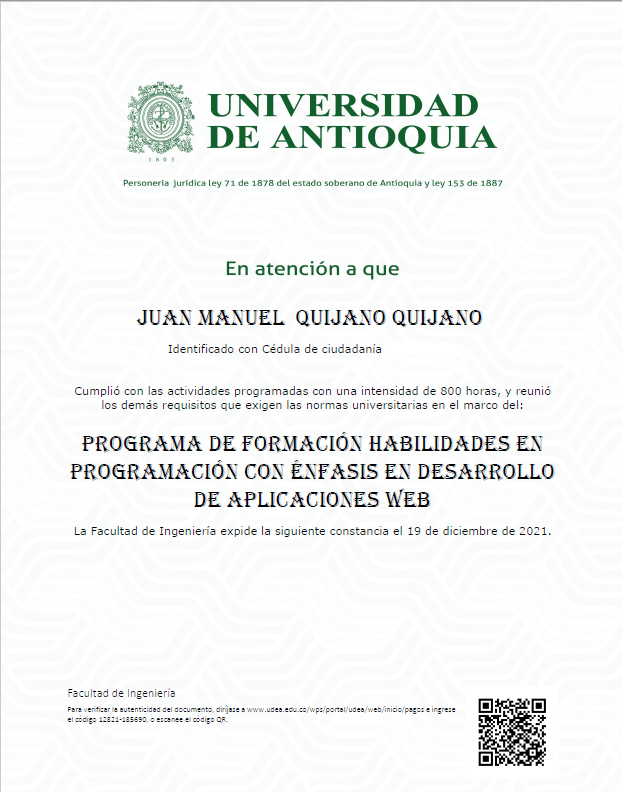 UNIVERSIDAD
DE ANTIOQUIA
1 8 0 3
Personería jurídica ley 71 de 1878 del estado soberano de Antioquia y ley 153 de 1887
En atención a que
JUAN MANUEL QUIJANO QUIJANO
Identificado con Cédula de ciudadanía
Cumplió con las actividades programadas con una intensidad de 800 horas, y reunió
los demás requisitos que exigen las normas universitarias en el marco del:
PROGRAMA DE FORMACIÓN HABILIDADES EN
PROGRAMACIÓN CON ÉNFASIS EN DESARROLLO
DE APLICACIONES WEB
La Facultad de Ingeniería expide la siguiente constancia el 19 de diciembre de 2021.
Facultad de Ingeniería
Para verificar la autenticidad del documento, diríjase a www.udea.edu.co/wps/portal/udea/web/inicio/pagos e ingrese
el código 12821-185690, o escanee el código QR.